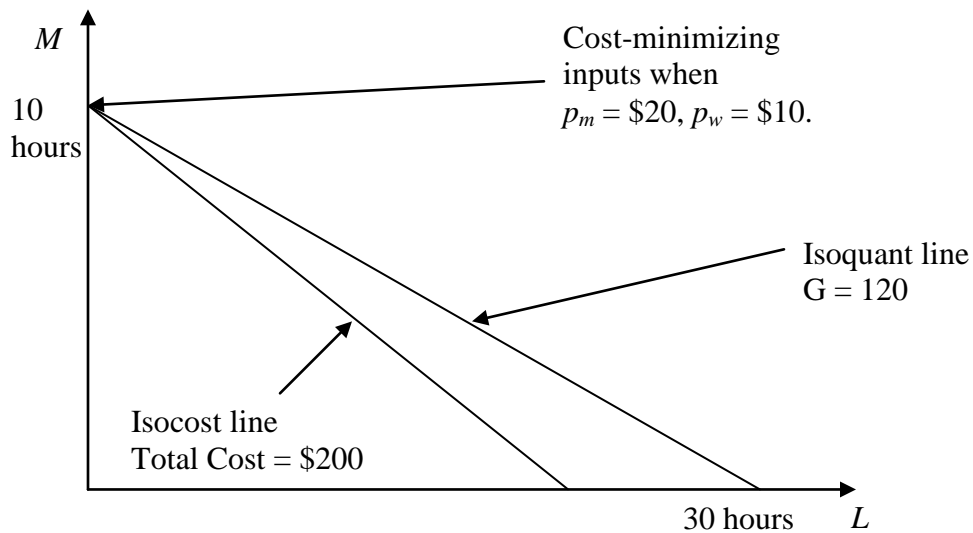 M
Cost-minimizing
inputs when
pₘ = $20, p_w = $10.
10
hours
Isoquant line
G = 120
Isocost line
Total Cost = $200
30 hours
L